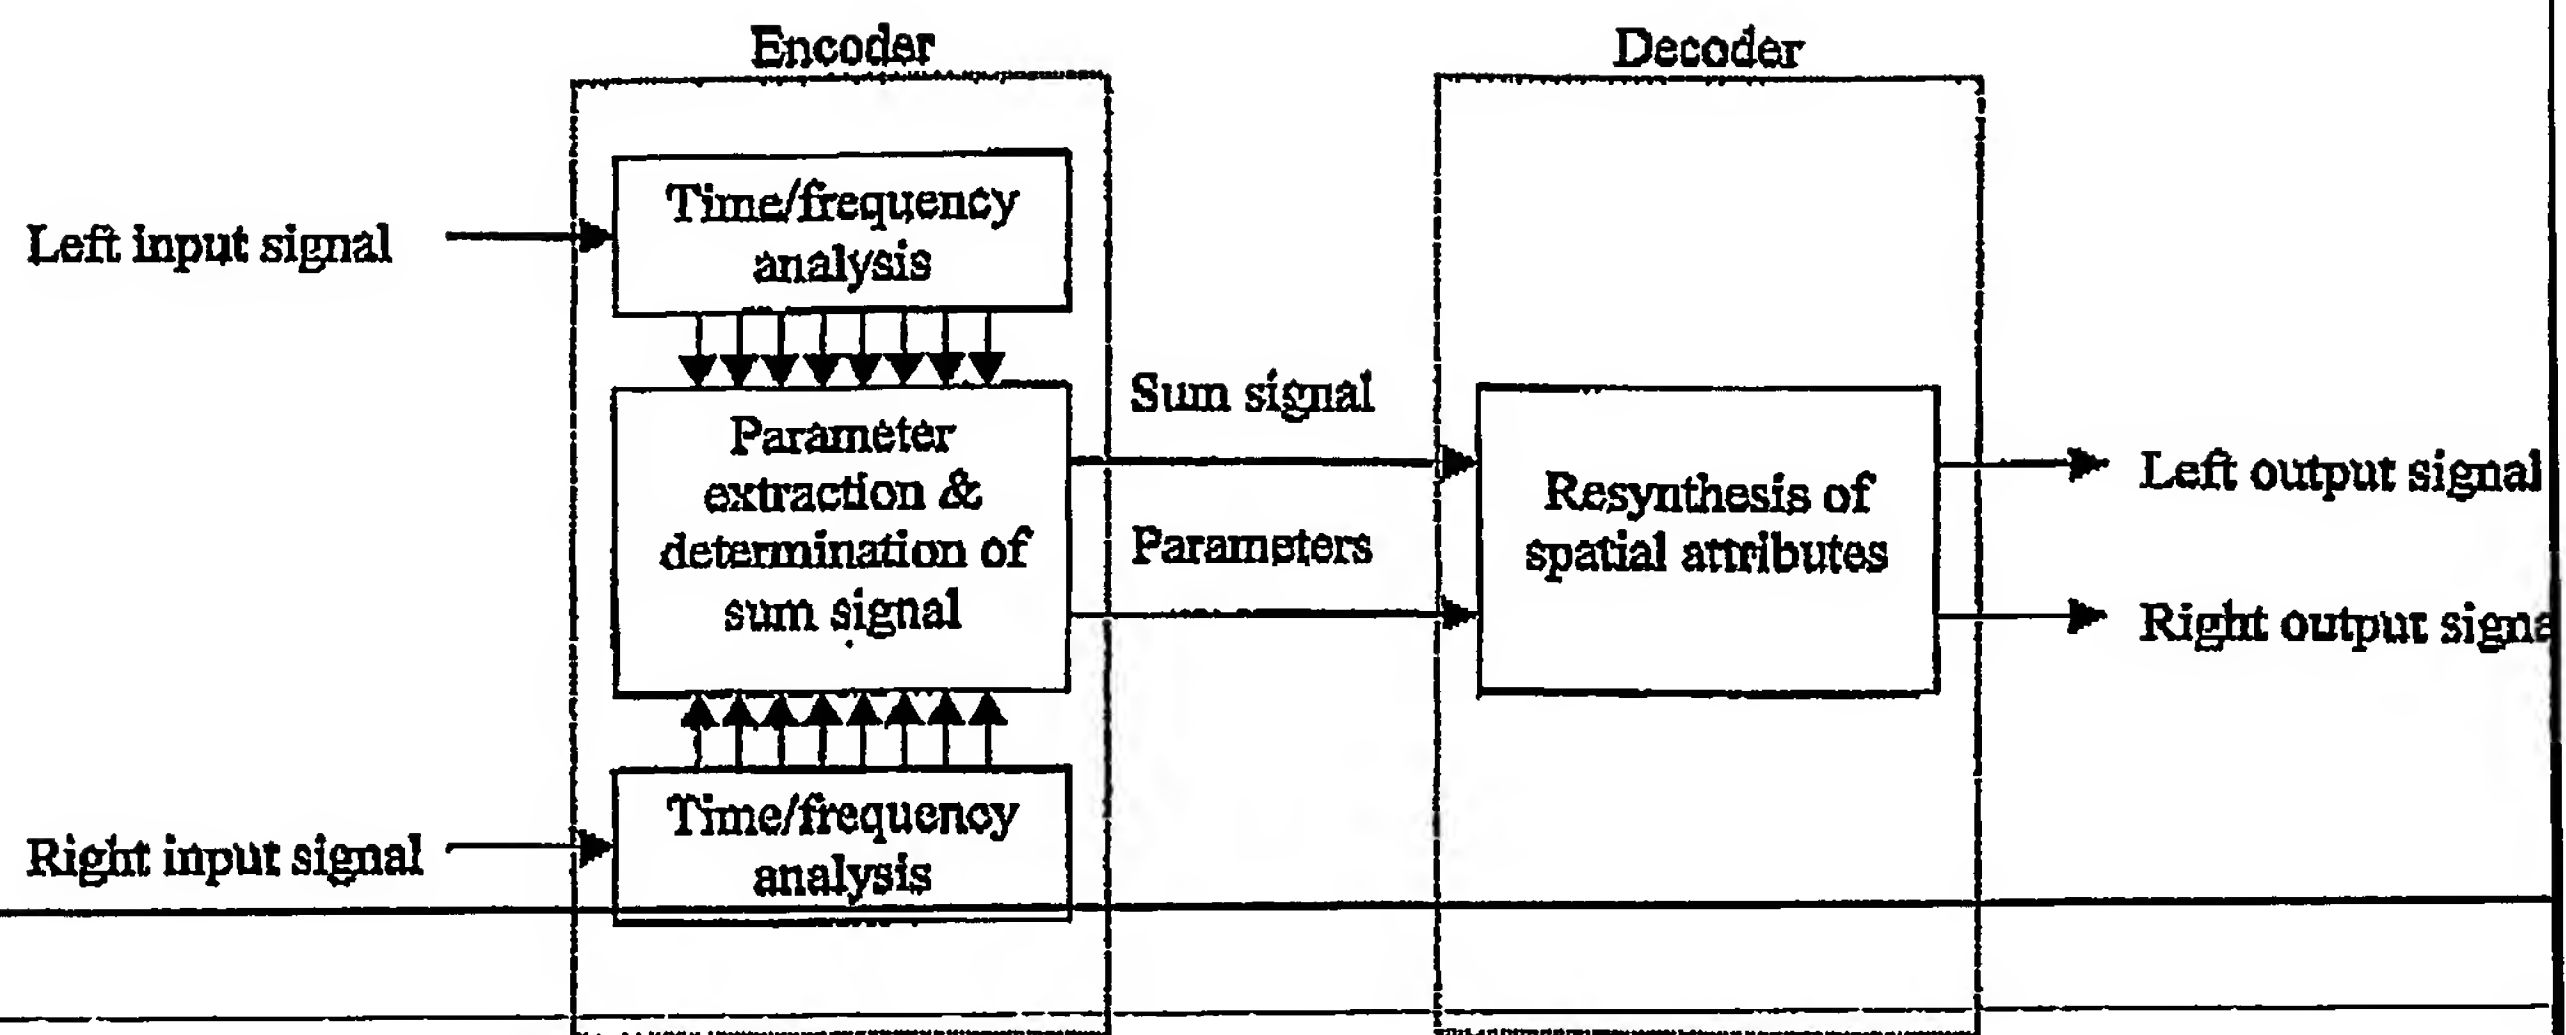 Encoder
Decoder
Time/frequency
analysis
Left input signal
Parameter
extraction &
determination of
sum signal
Sum signal
Parameters
Resynthesis of
spatial attributes
Left output signal
Right output signa
Time/frequency
analysis
Right input signal